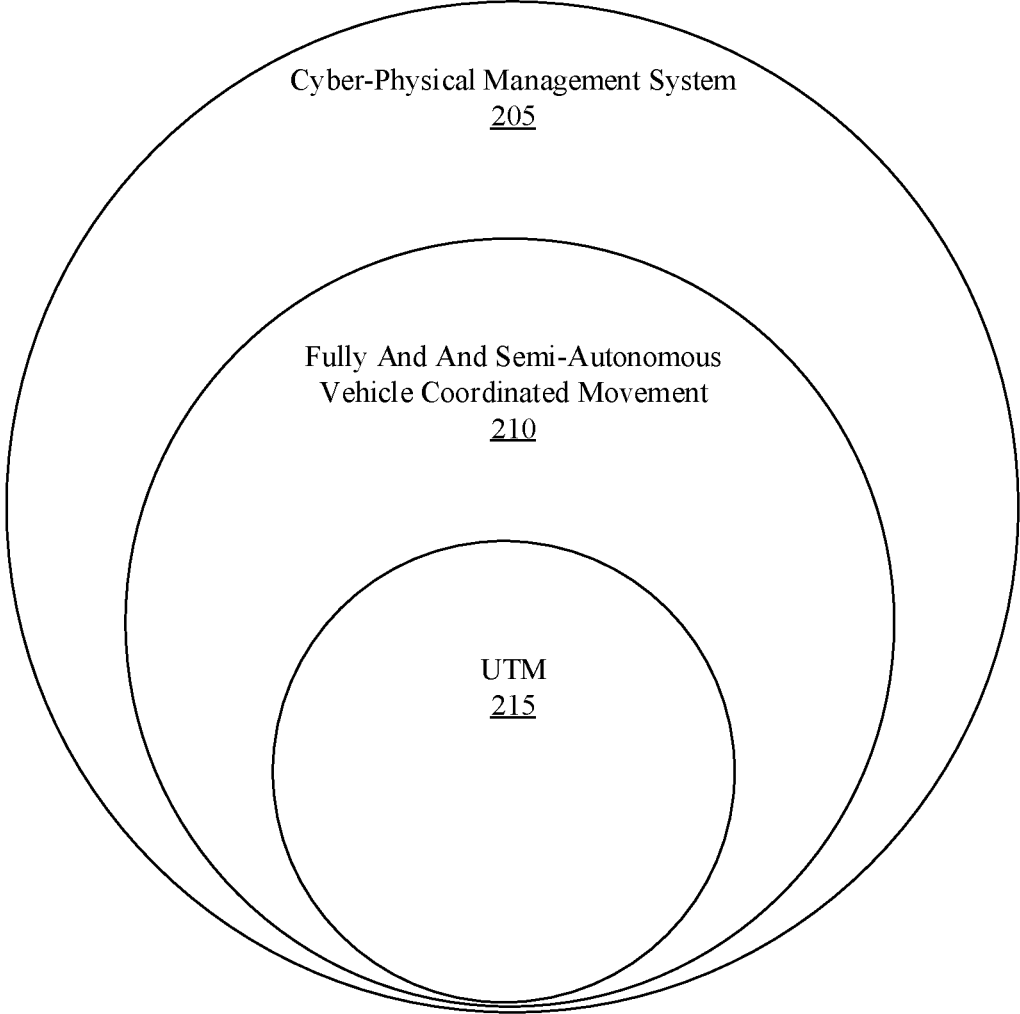 Cyber-Physical Management System
205
Fully And And Semi-Autonomous
Vehicle Coordinated Movement
210
UTM
215